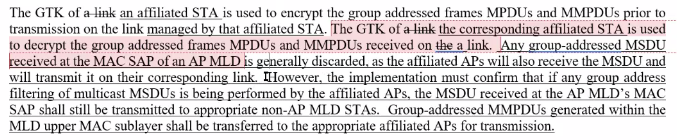 The GTK of a link an affiliated STA is used to encrypt the group addressed frames MPDUs and MMPDUs prior to
transmission on the link managed by that affiliated STA. The GTK of a link the corresponding affiliated STA is used
to decrypt the group addressed frames MPDUs and MMPDUs received on the a link. Any group-addressed MSDU
received at the MAC SAP of an AP MLD is generally discarded, as the affiliated APs will also receive the MSDU and
will transmit it on their corresponding link. However, the implementation must confirm that if any group address
filtering of multicast MSDUs is being performed by the affiliated APs, the MSDU received at the AP MLD's MAC
SAP shall still be transmitted to appropriate non-AP MLD STAs. Group-addressed MMPDUs generated within the
MLD upper MAC sublayer shall be transferred to the appropriate affiliated APs for transmission.